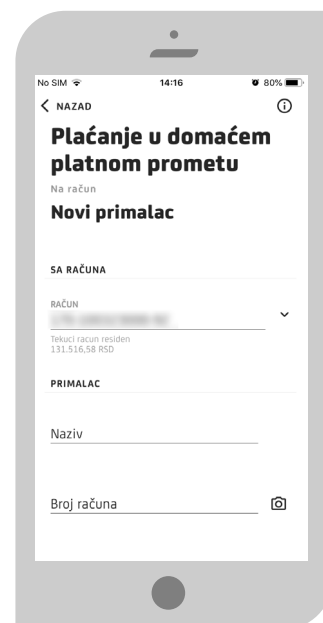 No SIM 14:16 80%
NAZAD
Plaćanje u domaćem
platnom prometu
Na račun
Novi primalac
SA RAČUNA
RAČUN
Tekuci racun residen
131.516,58 RSD
PRIMALAC
Naziv
Broj računa